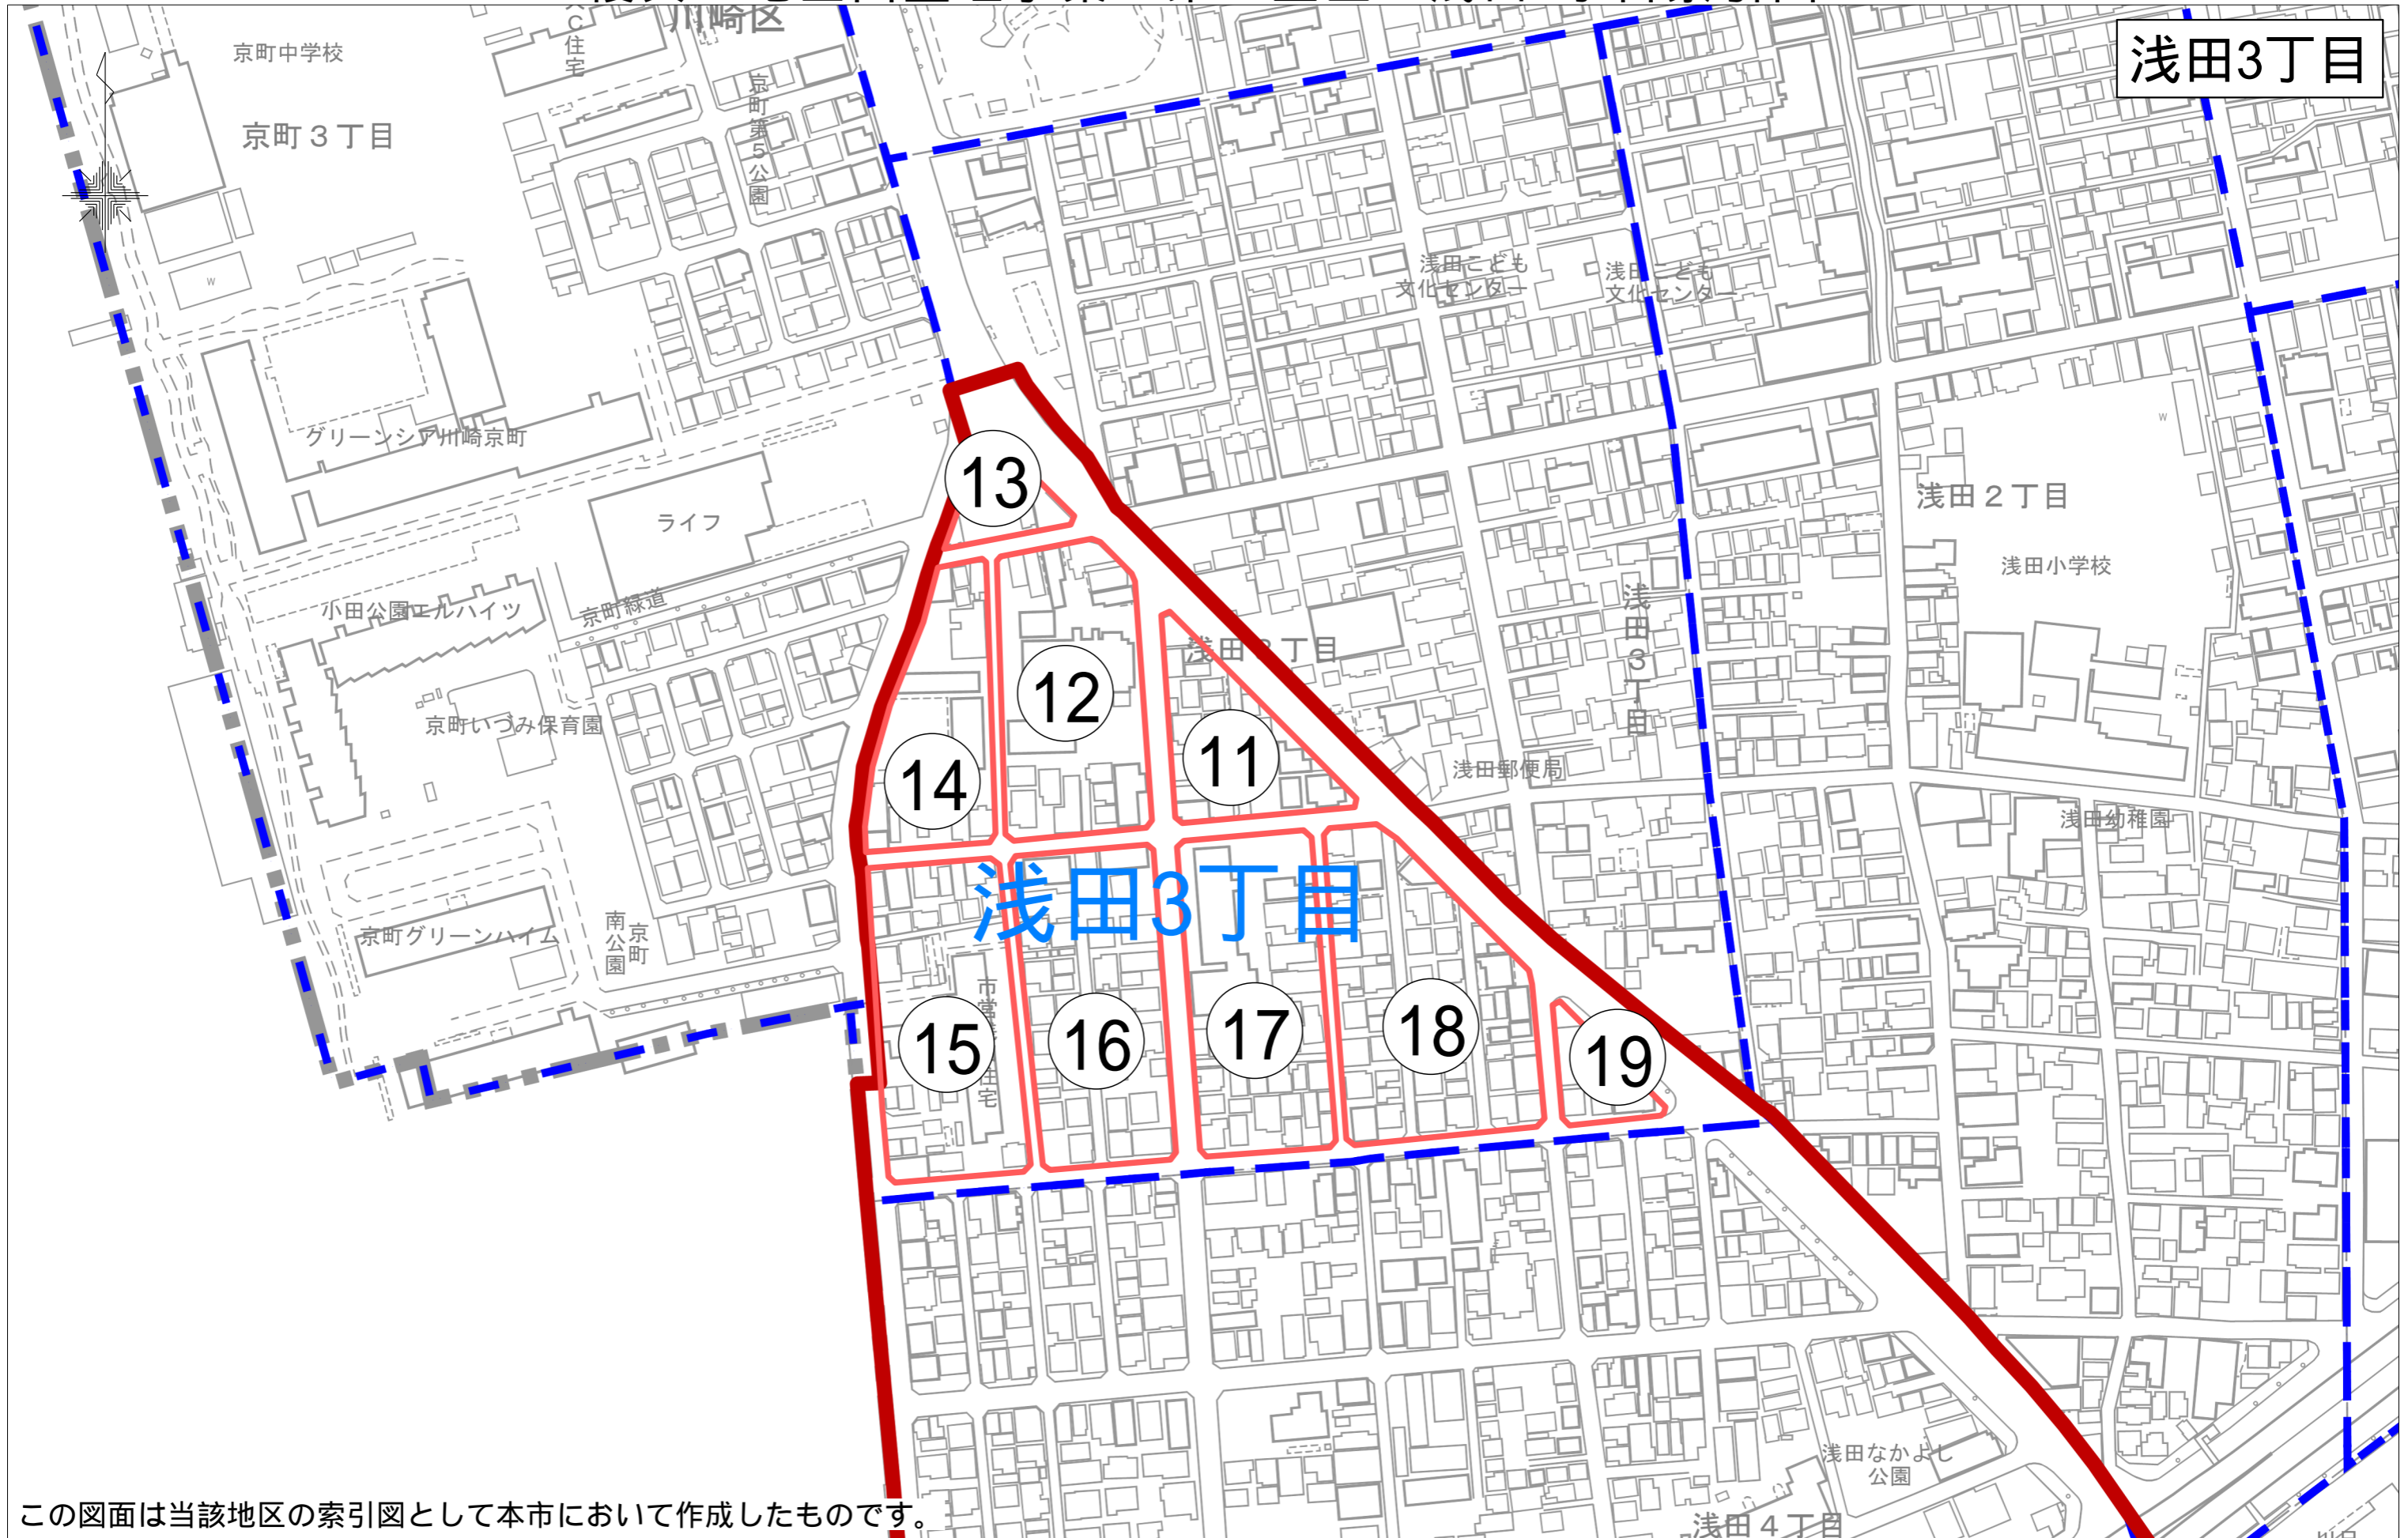 川崎区
浅田3丁目
京町中学校
住宅
京町第5公園
京町３丁目
浅田こども
文化センター
浅田こども
文化センター
W
グリーンシア川崎京町
W
13
浅田２丁目
ライフ
浅田小学校
小田公園エルハイツ
京町緑道
浅田3丁目
浅田3丁目
12
京町いづみ保育園
11
14
浅田郵便局
浅田幼稚園
浅田3丁目
京町グリーンハイム
京町
南公園
15
16
17
18
19
浅田なかよし
公園
浅田４丁目
この図面は当該地区の索引図として本市において作成したものです。